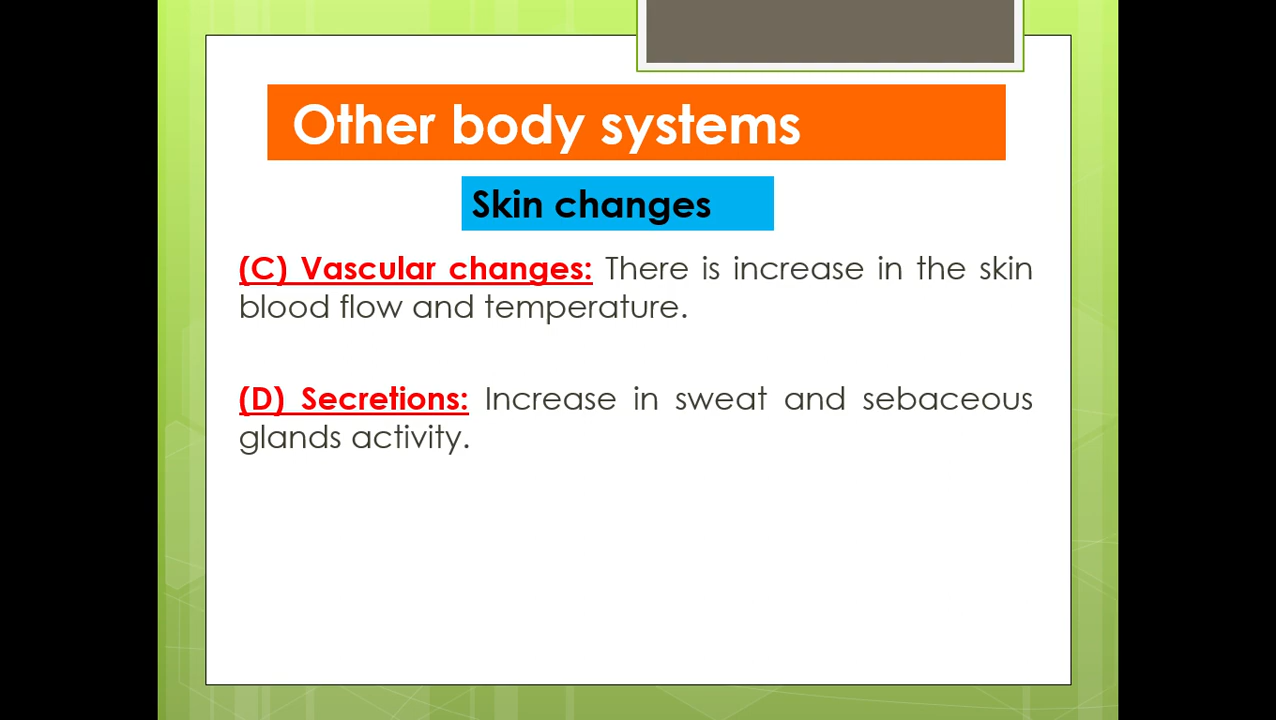 Other body systems
Skin changes
(C) Vascular changes: There is increase in the skin
blood flow and temperature.
(D) Secretions: Increase in sweat and sebaceous
glands activity.